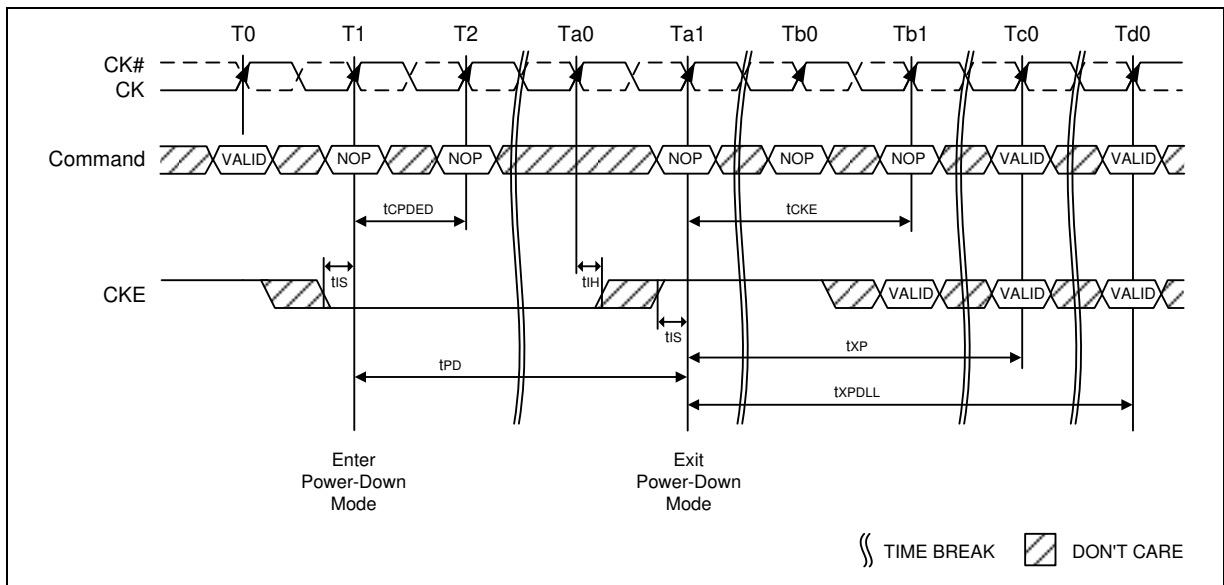 T0 T1 T2 Ta0 Ta1 Tb0 Tb1 Tc0 Td0
CK#
CK
Command VALID NOP NOP NOP NOP NOP VALID VALID
tCPDED tCKE
tIS tIH
CKE VALID VALID VALID
tIS
tXP
tPD
tXPDLL
Enter
Power-Down
Mode
Exit
Power-Down
Mode
TIME BREAK DON'T CARE